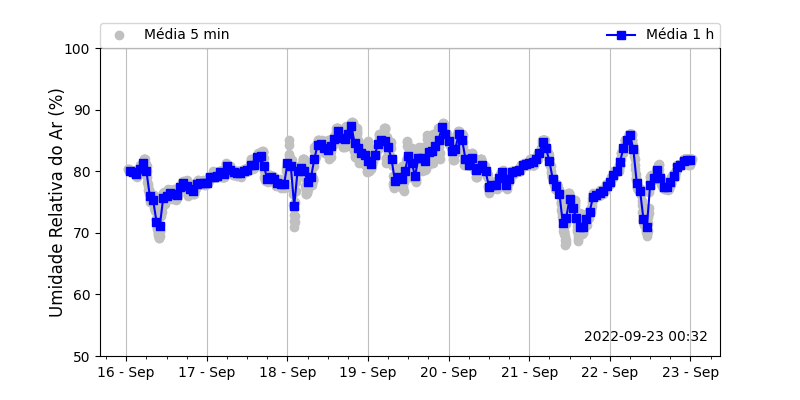 Média 5 min
Média 1 h
Umidade Relativa do Ar (%)
100
90
80
70
60
50
2022-09-23 00:32
16 - Sep
17 - Sep
18 - Sep
19 - Sep
20 - Sep
21 - Sep
22 - Sep
23 - Sep